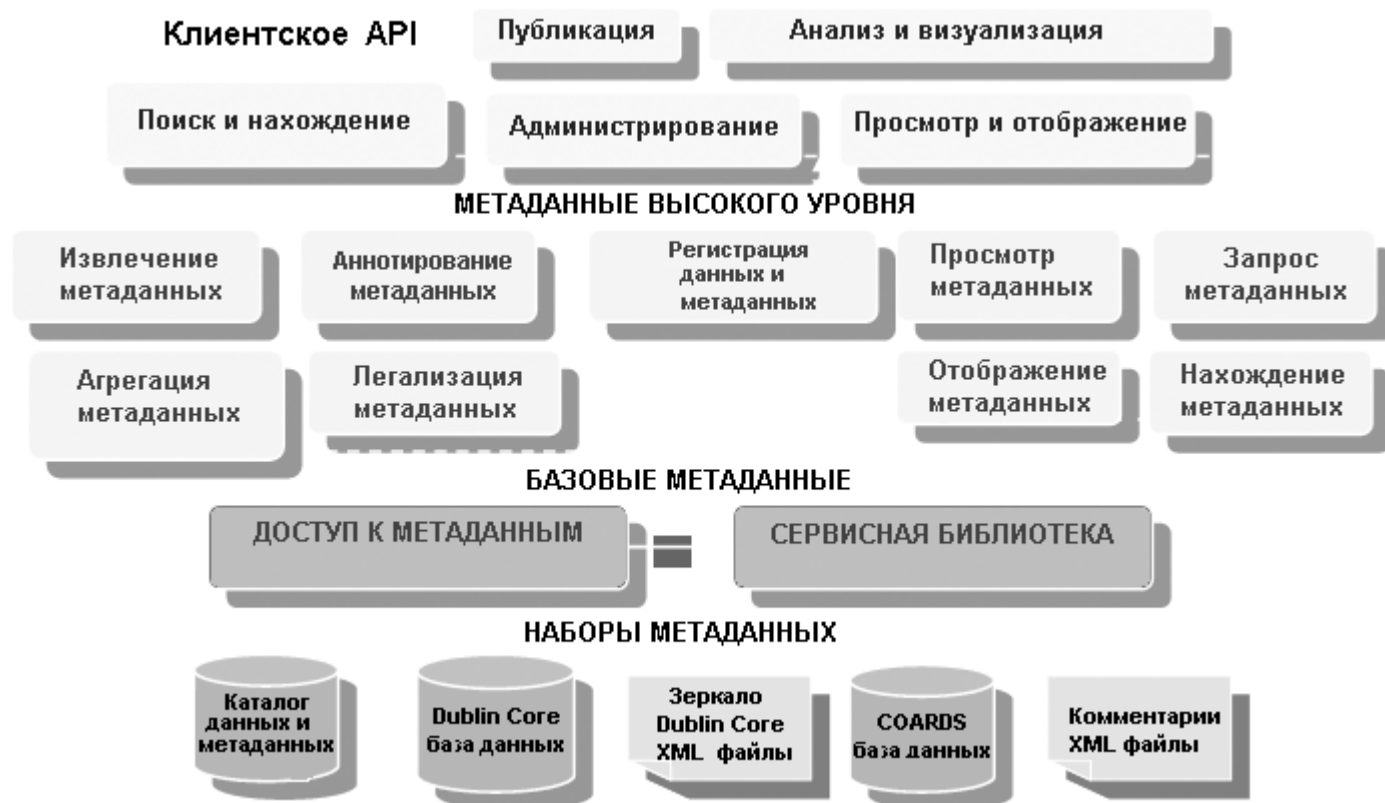 Клиентское API
Публикация
Анализ и визуализация
Поиск и нахождение
Администрирование
Просмотр и отображение
МЕТАДАННЫЕ ВЫСОКОГО УРОВНЯ
Извлечение
метаданных
Аннотирование
метаданных
Регистрация
данных и
метаданных
Просмотр
метаданных
Запрос
метаданных
Агрегация
метаданных
Легализация
метаданных
Отображение
метаданных
Нахождение
метаданных
БАЗОВЫЕ МЕТАДАННЫЕ
ДОСТУП К МЕТАДАННЫМ
СЕРВИСНАЯ БИБЛИОТЕКА
НАБОРЫ МЕТАДАННЫХ
Каталог
данных и
метаданных
Dublin Core
база данных
Зеркало
Dublin Core
XML файлы
COARDS
база данных
Комментарии
XML файлы